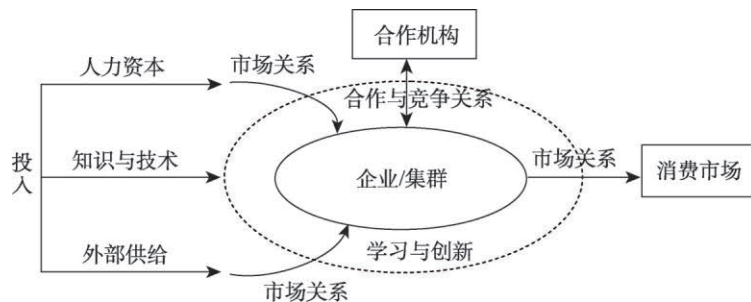 合作机构
人力资本
市场关系
合作与竞争关系
投入
知识与技术
企业/集群
市场关系
消费市场
外部供给
学习与创新
市场关系